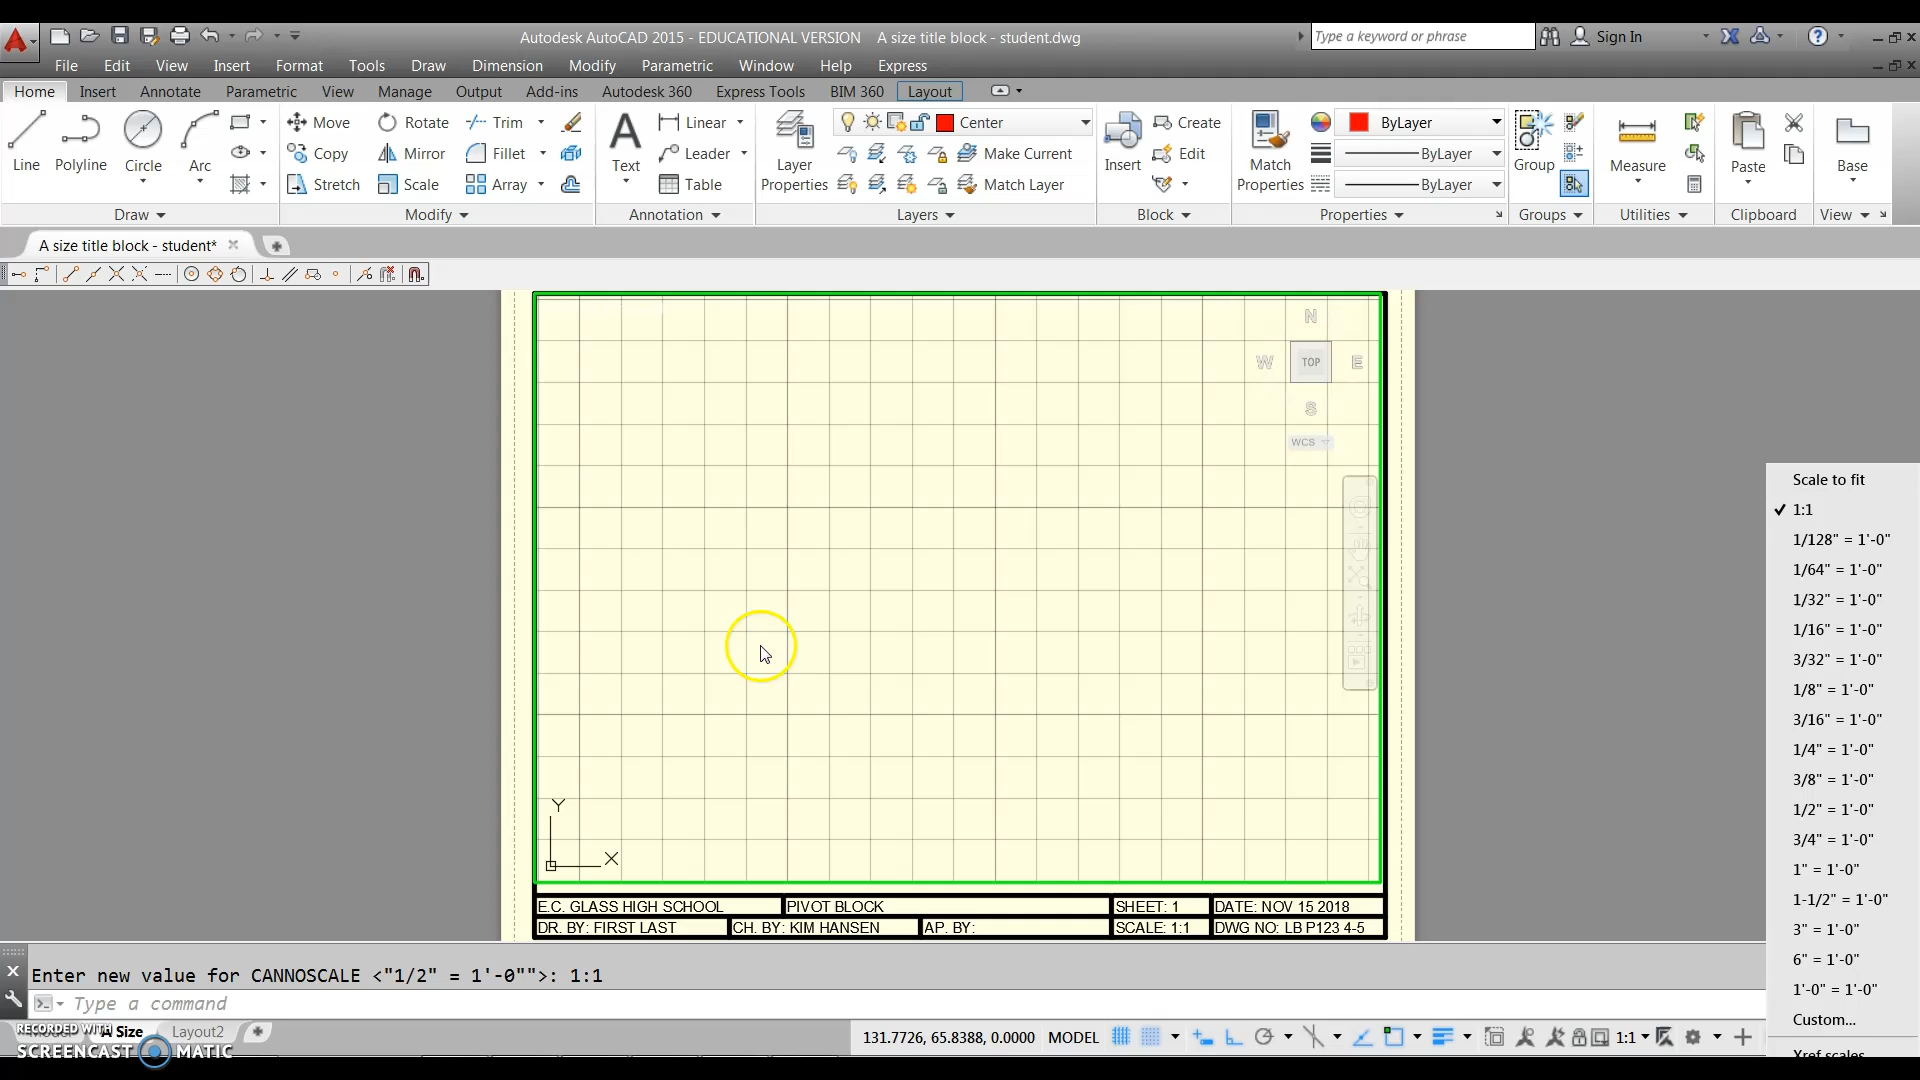 Autodesk AutoCAD 2015 - EDUCATIONAL VERSION A size title block - student.dwg
Type a keyword or phrase
Sign In
File Edit View Insert Format Tools Draw Dimension Modify Parametric Window Help Express
Home Insert Annotate Parametric View Manage Output Add-ins Autodesk 360 Express Tools BIM 360 Layout
Line Polyline Circle Arc
Move Rotate Trim
Copy Mirror Fillet
Stretch Scale Array
Text Linear
Leader
Table
Layer Properties
Center
Make Current
Match Layer
Insert Create
Edit
Match Properties
ByLayer
ByLayer
ByLayer
Group Measure Paste Base
Draw Modify Annotation Layers Block Properties Groups Utilities Clipboard View
A size title block - student*
N
W TOP E
S
WCS
Y
X
E.C. GLASS HIGH SCHOOL PIVOT BLOCK SHEET: 1 DATE: NOV 15 2018
DR. BY: FIRST LAST CH. BY: KIM HANSEN AP. BY: SCALE: 1:1 DWG NO: LB P123 4-5
Scale to fit
1:1
1/128" = 1'-0"
1/64" = 1'-0"
1/32" = 1'-0"
1/16" = 1'-0"
3/32" = 1'-0"
1/8" = 1'-0"
3/16" = 1'-0"
1/4" = 1'-0"
3/8" = 1'-0"
1/2" = 1'-0"
3/4" = 1'-0"
1" = 1'-0"
1-1/2" = 1'-0"
3" = 1'-0"
6" = 1'-0"
1'-0" = 1'-0"
Custom...
Xref scales
Enter new value for CANNOSCALE <"1/2" = 1'-0"">: 1:1
Type a command
A Size Layout2
131.7726, 65.8388, 0.0000 MODEL 1:1
RECORDED WITH
SCREENCAST MATIC